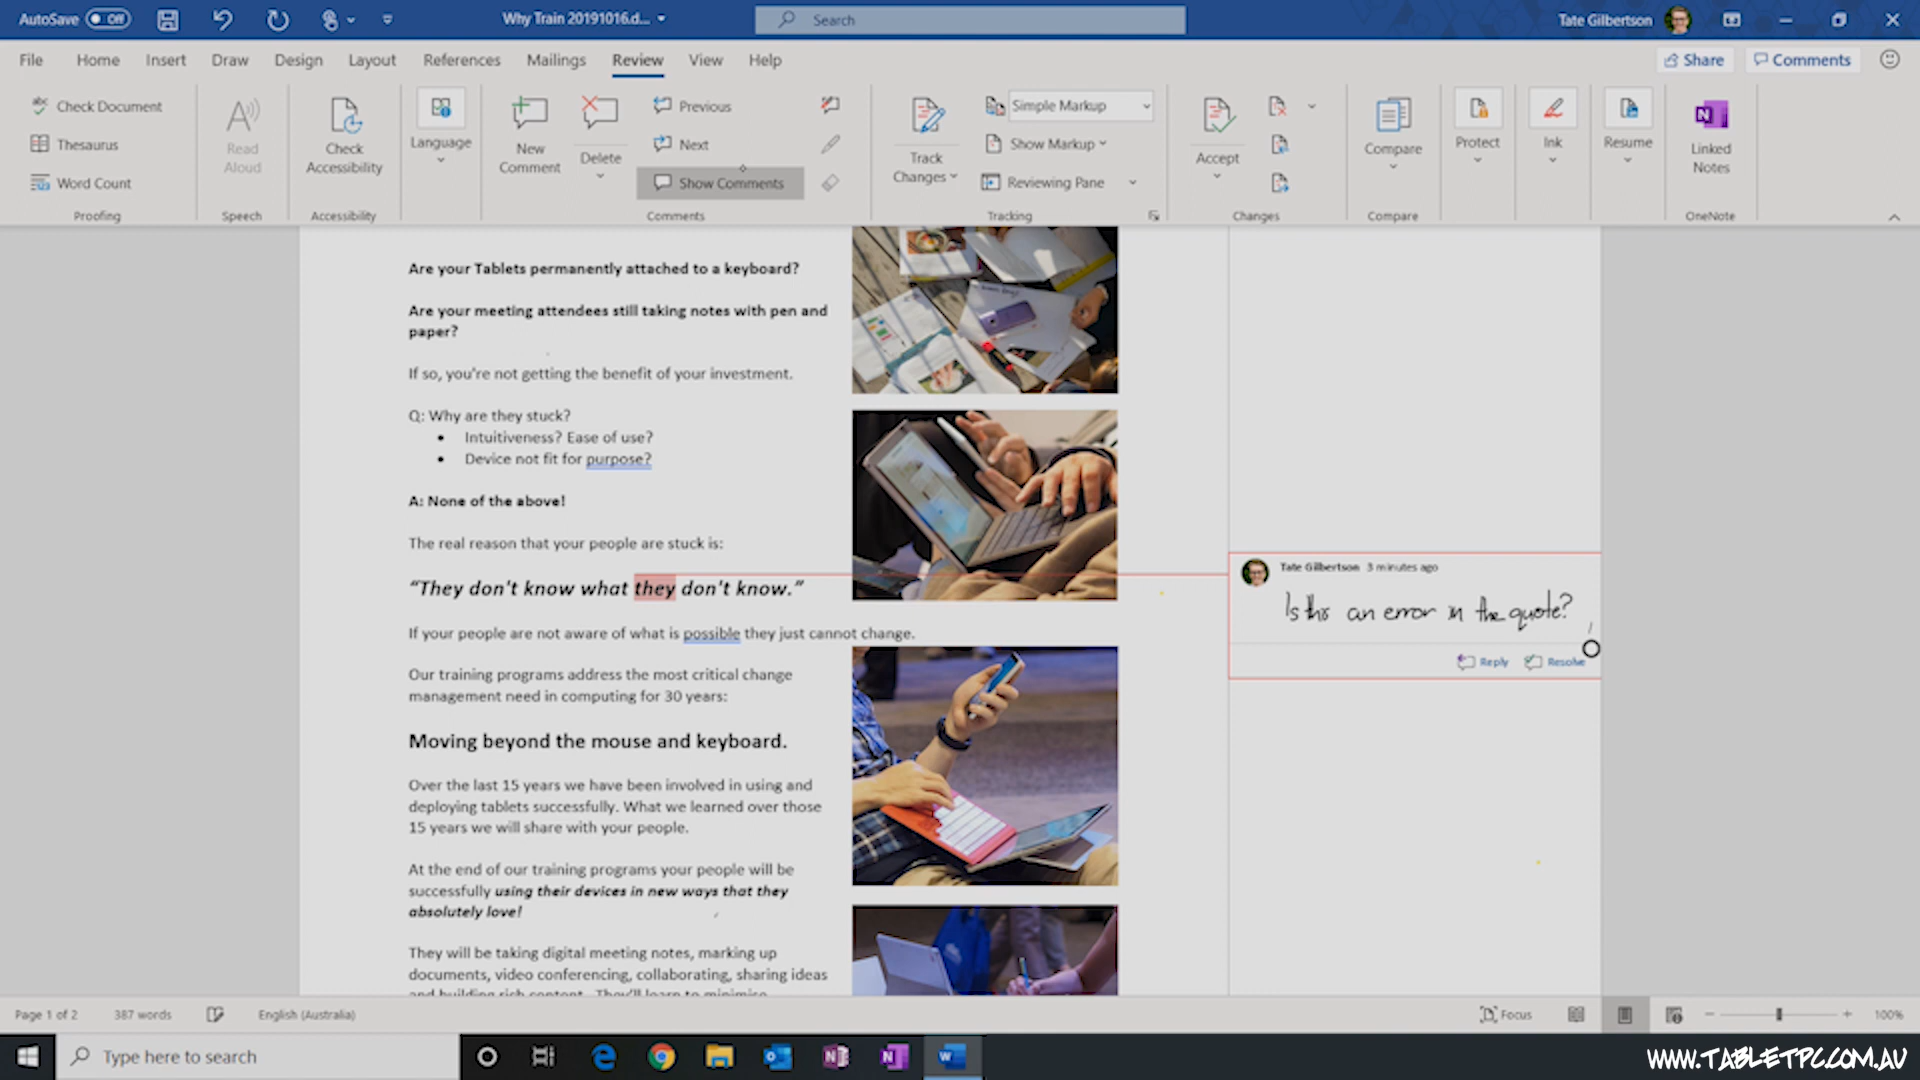 AutoSave Off
Why Train 20191016.d...
Search
Tate Gilbertson
File Home Insert Draw Design Layout References Mailings Review View Help
Share
Comments
Check Document
Thesaurus
Word Count
Proofing
Read Aloud
Speech
Check Accessibility
Accessibility
Language
New Comment
Delete
Previous
Next
Show Comments
Comments
Track Changes
Simple Markup
Show Markup
Reviewing Pane
Tracking
Accept
Changes
Compare
Compare
Protect
Ink
Resume
Linked Notes
OneNote
Are your Tablets permanently attached to a keyboard?
Are your meeting attendees still taking notes with pen and
paper?
If so, you're not getting the benefit of your investment.
Q: Why are they stuck?
• Intuitiveness? Ease of use?
• Device not fit for purpose?
A: None of the above!
The real reason that your people are stuck is:
“They don't know what they don't know.”
Tate Gilbertson 3 minutes ago
Is this an error in the quote?
Reply Resolve
If your people are not aware of what is possible they just cannot change.
Our training programs address the most critical change
management need in computing for 30 years:
Moving beyond the mouse and keyboard.
Over the last 15 years we have been involved in using and
deploying tablets successfully. What we learned over those
15 years we will share with your people.
At the end of our training programs your people will be
successfully using their devices in new ways that they
absolutely love!
They will be taking digital meeting notes, marking up
documents, video conferencing, collaborating, sharing ideas
and building rich content. They'll learn to minimise
Page 1 of 2
387 words
English (Australia)
Focus
100%
Type here to search
WWW.TABLETPC.COM.AU